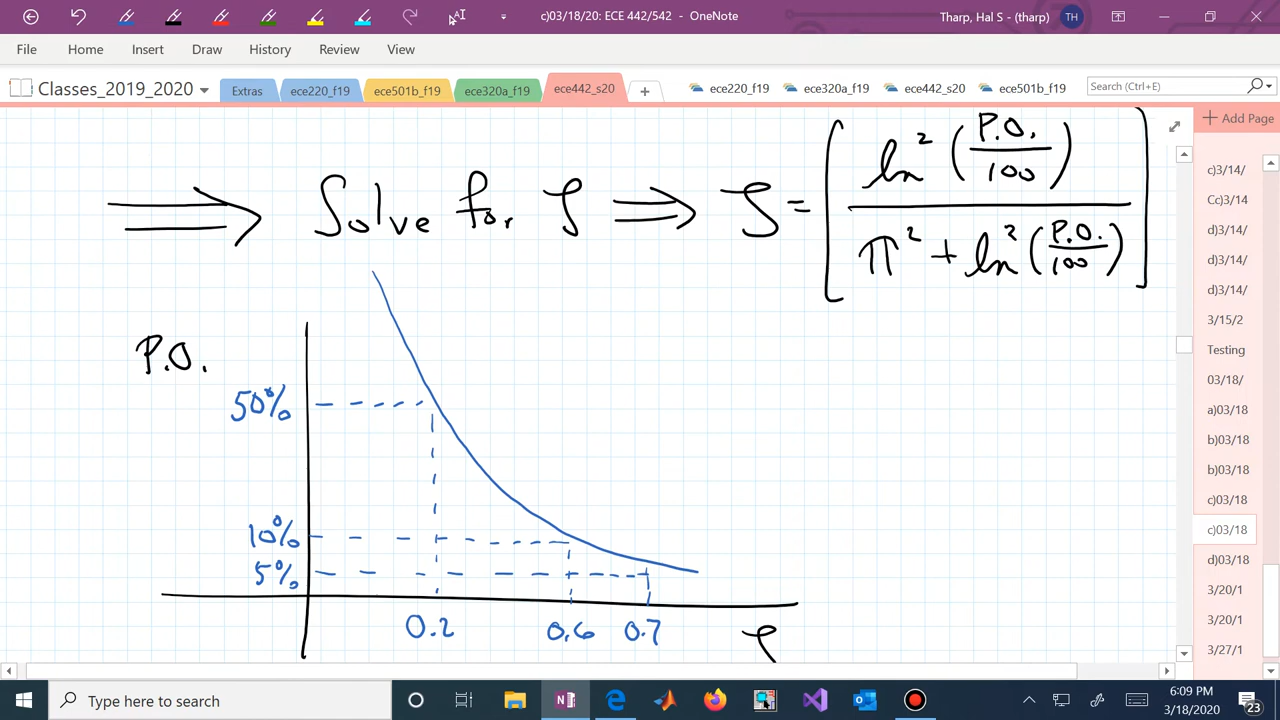 c)03/18/20: ECE 442/542 - OneNote
Tharp, Hal S - (tharp)
TH
File Home Insert Draw History Review View
Classes_2019_2020
Extras ece220_f19 ece501b_f19 ece320a_f19 ece442_s20
ece220_f19 ece320a_f19 ece442_s20 ece501b_f19
Search (Ctrl+E)
Add Page
c)3/14/
Cc)3/14
d)3/14/
d)3/14/
d)3/14/
3/15/2
Testing
03/18/
a)03/18
b)03/18
b)03/18
c)03/18
c)03/18
d)03/18
3/20/1
3/20/1
3/27/1
⟹ Solve for ζ ⟹ ζ = [ ln² (P.O./100) / π² + ln² (P.O./100) ]
P.O.
50%
10%
5%
0.2 0.6 0.7 ζ
Type here to search
6:09 PM
3/18/2020
23